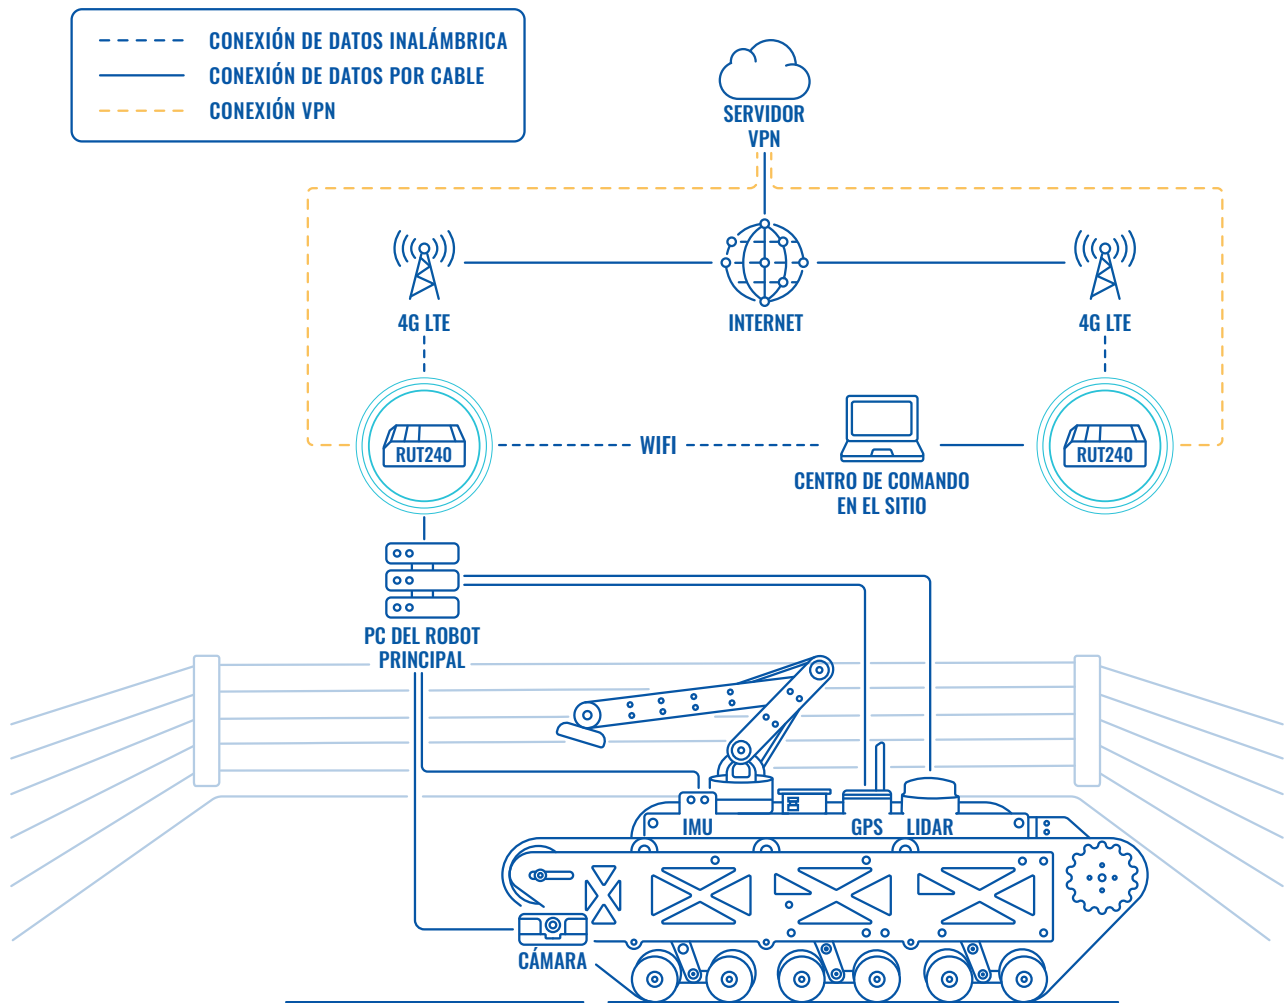 CONEXIÓN DE DATOS INALÁMBRICA
CONEXIÓN DE DATOS POR CABLE
CONEXIÓN VPN
SERVIDOR
VPN
4G LTE
INTERNET
4G LTE
RUT240
WIFI
CENTRO DE COMANDO
EN EL SITIO
RUT240
PC DEL ROBOT
PRINCIPAL
IMU
GPS
LIDAR
CÁMARA